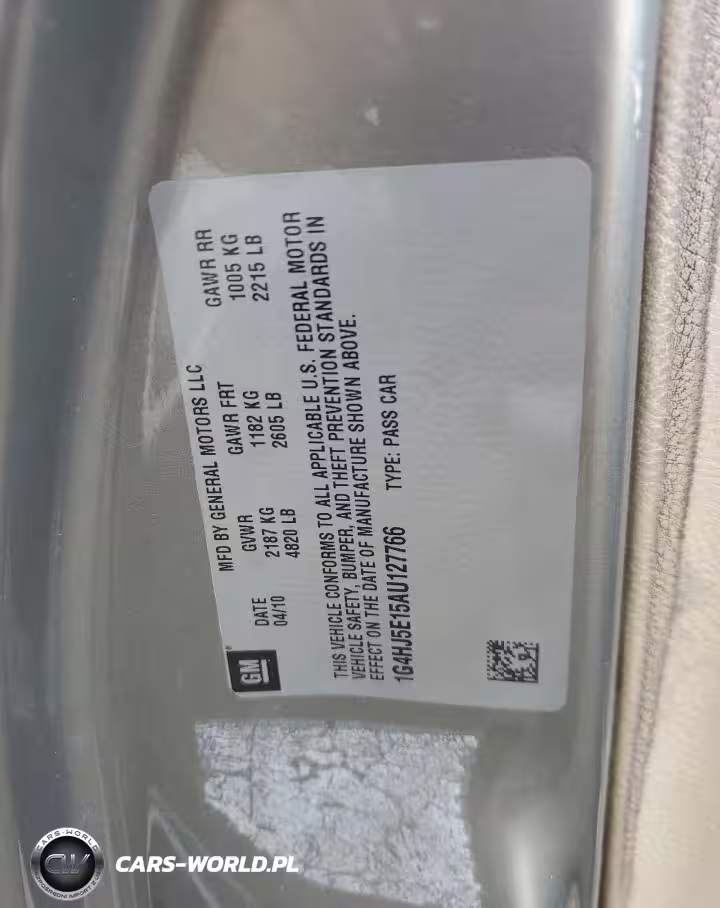 MFD BY GENERAL MOTORS LLC
DATE GVWR GAWR FRT GAWR RR
04/10 2187 KG 1182 KG 1005 KG
4820 LB 2605 LB 2215 LB
GM
THIS VEHICLE CONFORMS TO ALL APPLICABLE U.S. FEDERAL MOTOR
VEHICLE SAFETY, BUMPER, AND THEFT PREVENTION STANDARDS IN
EFFECT ON THE DATE OF MANUFACTURE SHOWN ABOVE.
1G4HJ5E15AU127766 TYPE: PASS CAR
CARS-WORLD
CW
CARS-WORLD.PL